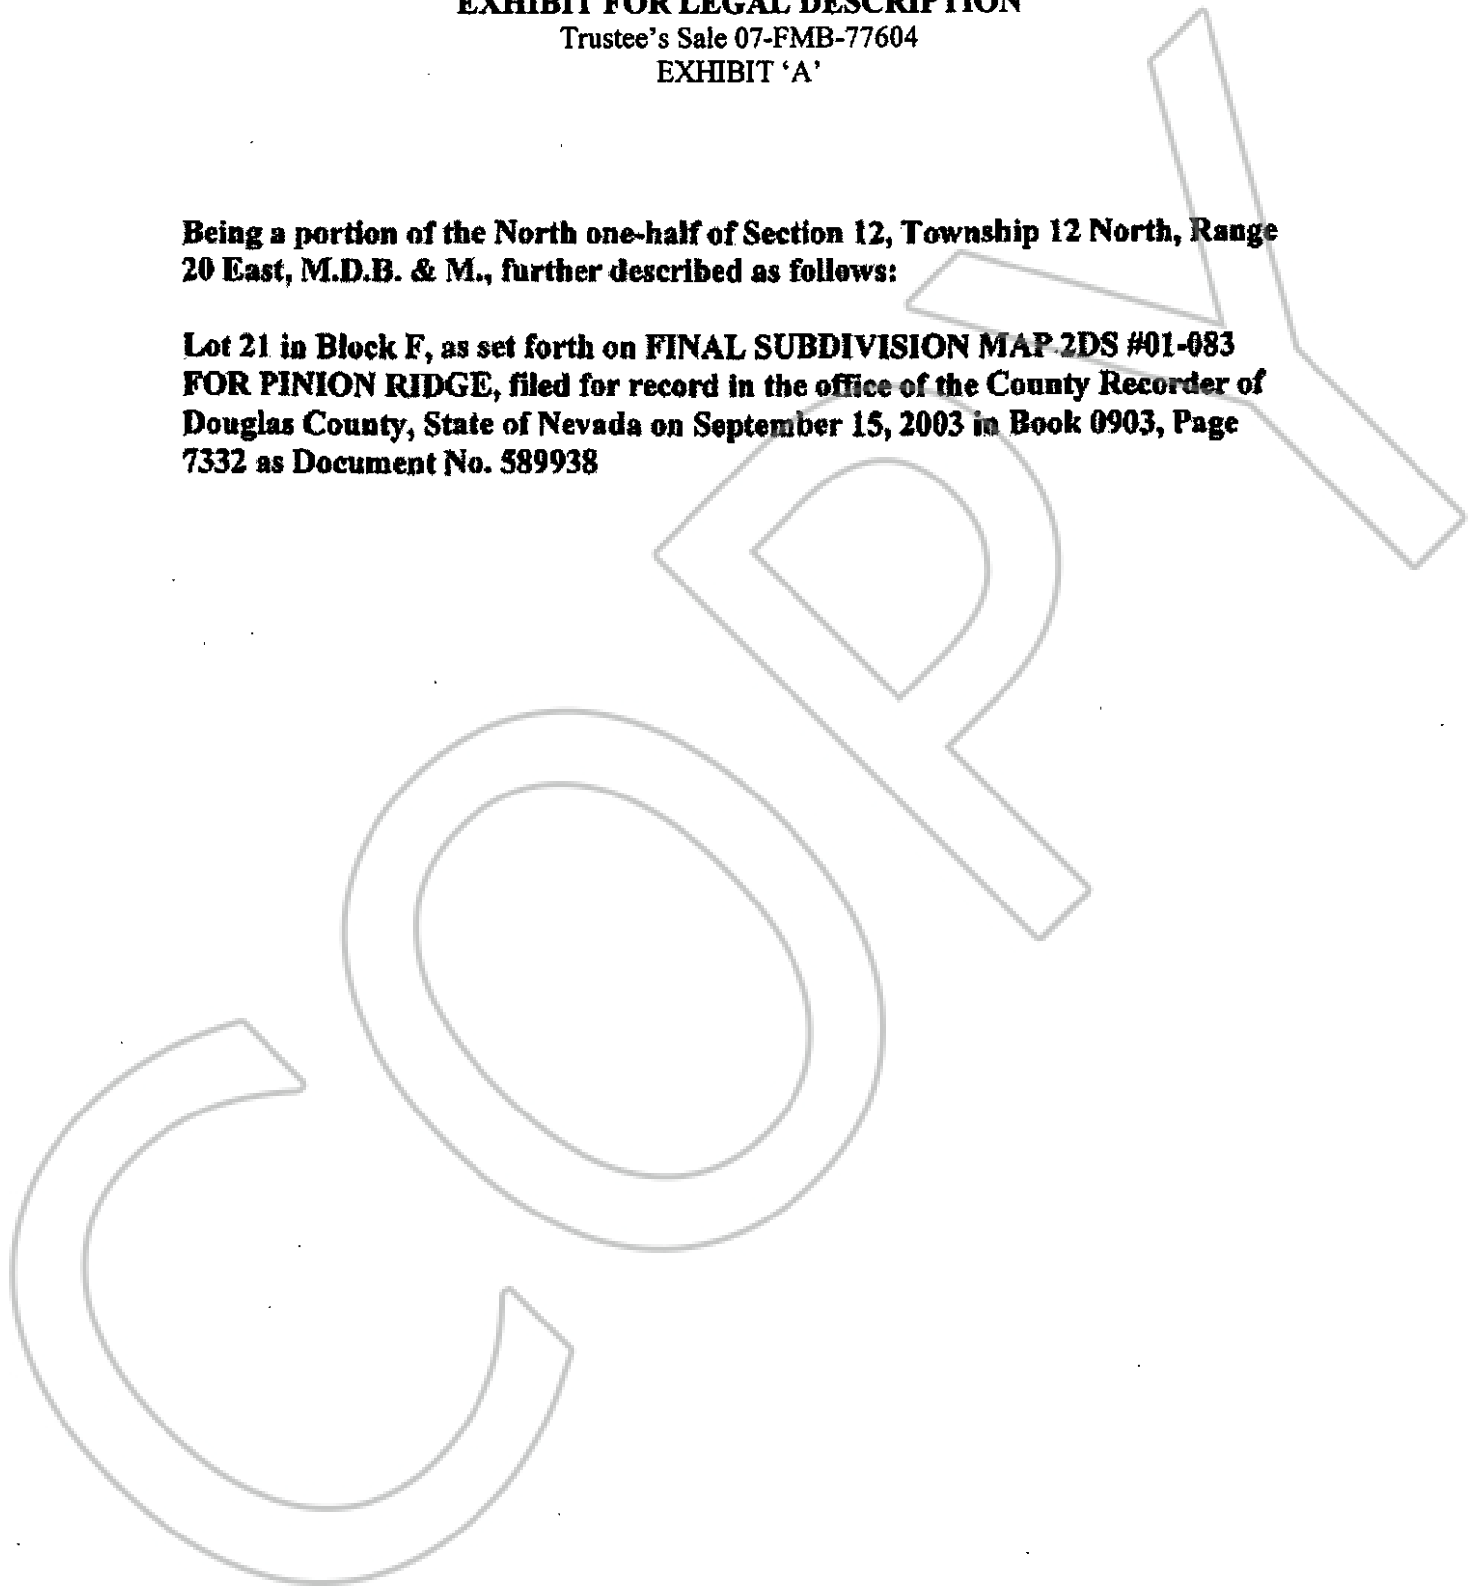 EXHIBIT FOR LEGAL DESCRIPTION
Trustee's Sale 07-FMB-77604
EXHIBIT ‘A’
Being a portion of the North one-half of Section 12, Township 12 North, Range
20 East, M.D.B. & M., further described as follows:
Lot 21 in Block F, as set forth on FINAL SUBDIVISION MAP 2DS #01-083
FOR PINION RIDGE, filed for record in the office of the County Recorder of
Douglas County, State of Nevada on September 15, 2003 in Book 0903, Page
7332 as Document No. 589938
COPY